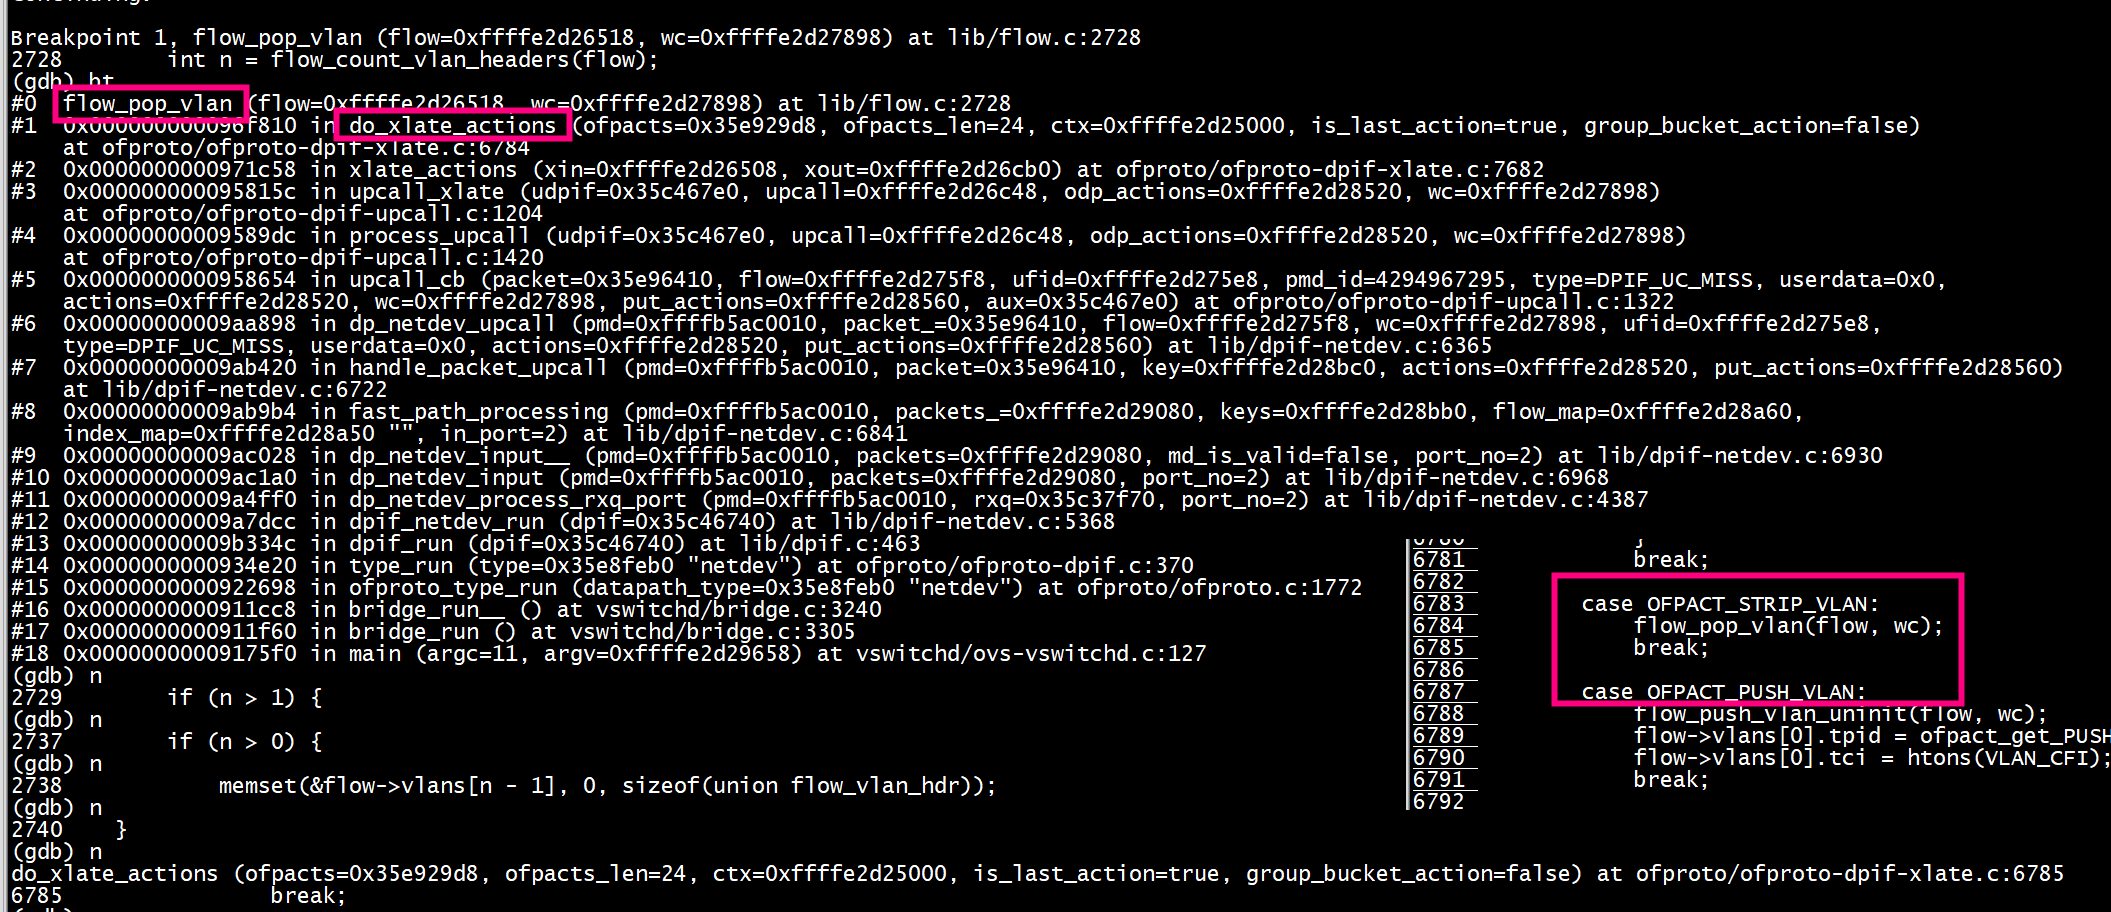 Continuing.
Breakpoint 1, flow_pop_vlan (flow=0xffffe2d26518, wc=0xffffe2d27898) at lib/flow.c:2728
2728        int n = flow_count_vlan_headers(flow);
(gdb) bt
#0  flow_pop_vlan (flow=0xffffe2d26518, wc=0xffffe2d27898) at lib/flow.c:2728
#1  0x000000000096f810 in do_xlate_actions (ofpacts=0x35e929d8, ofpacts_len=24, ctx=0xffffe2d25000, is_last_action=true, group_bucket_action=false)
    at ofproto/ofproto-dpif-xlate.c:6784
#2  0x0000000000971c58 in xlate_actions (xin=0xffffe2d26508, xout=0xffffe2d26cb0) at ofproto/ofproto-dpif-xlate.c:7682
#3  0x000000000095815c in upcall_xlate (udpif=0x35c467e0, upcall=0xffffe2d26c48, odp_actions=0xffffe2d28520, wc=0xffffe2d27898)
    at ofproto/ofproto-dpif-upcall.c:1204
#4  0x00000000009589dc in process_upcall (udpif=0x35c467e0, upcall=0xffffe2d26c48, odp_actions=0xffffe2d28520, wc=0xffffe2d27898)
    at ofproto/ofproto-dpif-upcall.c:1420
#5  0x0000000000958654 in upcall_cb (packet=0x35e96410, flow=0xffffe2d275f8, ufid=0xffffe2d275e8, pmd_id=4294967295, type=DPIF_UC_MISS, userdata=0x0,
    actions=0xffffe2d28520, wc=0xffffe2d27898, put_actions=0xffffe2d28560, aux=0x35c467e0) at ofproto/ofproto-dpif-upcall.c:1322
#6  0x00000000009aa898 in dp_netdev_upcall (pmd=0xffffb5ac0010, packet_=0x35e96410, flow=0xffffe2d275f8, wc=0xffffe2d27898, ufid=0xffffe2d275e8,
    type=DPIF_UC_MISS, userdata=0x0, actions=0xffffe2d28520, put_actions=0xffffe2d28560) at lib/dpif-netdev.c:6365
#7  0x00000000009ab420 in handle_packet_upcall (pmd=0xffffb5ac0010, packet=0x35e96410, key=0xffffe2d28bc0, actions=0xffffe2d28520, put_actions=0xffffe2d28560)
    at lib/dpif-netdev.c:6722
#8  0x00000000009ab9b4 in fast_path_processing (pmd=0xffffb5ac0010, packets_=0xffffe2d29080, keys=0xffffe2d28bb0, flow_map=0xffffe2d28a60,
    index_map=0xffffe2d28a50 "", in_port=2) at lib/dpif-netdev.c:6841
#9  0x00000000009ac028 in dp_netdev_input__ (pmd=0xffffb5ac0010, packets=0xffffe2d29080, md_is_valid=false, port_no=2) at lib/dpif-netdev.c:6930
#10 0x00000000009ac1a0 in dp_netdev_input (pmd=0xffffb5ac0010, packets=0xffffe2d29080, port_no=2) at lib/dpif-netdev.c:6968
#11 0x00000000009a4ff0 in dp_netdev_process_rxq_port (pmd=0xffffb5ac0010, rxq=0x35c37f70, port_no=2) at lib/dpif-netdev.c:4387
#12 0x00000000009a7dcc in dpif_netdev_run (dpif=0x35c46740) at lib/dpif-netdev.c:5368
#13 0x00000000009b334c in dpif_run (dpif=0x35c46740) at lib/dpif.c:463
#14 0x0000000000934e20 in type_run (type=0x35e8feb0 "netdev") at ofproto/ofproto-dpif.c:370
#15 0x0000000000922698 in ofproto_type_run (datapath_type=0x35e8feb0 "netdev") at ofproto/ofproto.c:1772
#16 0x0000000000911cc8 in bridge_run__ () at vswitchd/bridge.c:3240
#17 0x0000000000911f60 in bridge_run () at vswitchd/bridge.c:3305
#18 0x00000000009175f0 in main (argc=11, argv=0xffffe2d29658) at vswitchd/ovs-vswitchd.c:127
(gdb) n
2729        if (n > 1) {
(gdb) n
2737        if (n > 0) {
(gdb) n
2738            memset(&flow->vlans[n - 1], 0, sizeof(union flow_vlan_hdr));
(gdb) n
2740    }
(gdb) n
do_xlate_actions (ofpacts=0x35e929d8, ofpacts_len=24, ctx=0xffffe2d25000, is_last_action=true, group_bucket_action=false) at ofproto/ofproto-dpif-xlate.c:6785
6785                break;
6780            }
6781            break;
6782
6783        case OFPACT_STRIP_VLAN:
6784            flow_pop_vlan(flow, wc);
6785            break;
6786
6787        case OFPACT_PUSH_VLAN:
6788            flow_push_vlan_uninit(flow, wc);
6789            flow->vlans[0].tpid = ofpact_get_PUSH
6790            flow->vlans[0].tci = htons(VLAN_CFI);
6791            break;
6792